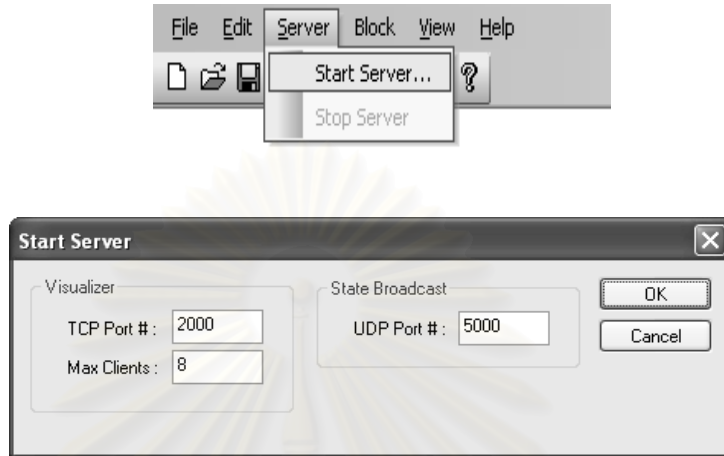 File Edit Server Block View Help
Start Server...
Stop Server
Start Server
Visualizer
TCP Port # : 2000
Max Clients : 8
State Broadcast
UDP Port # : 5000
OK
Cancel